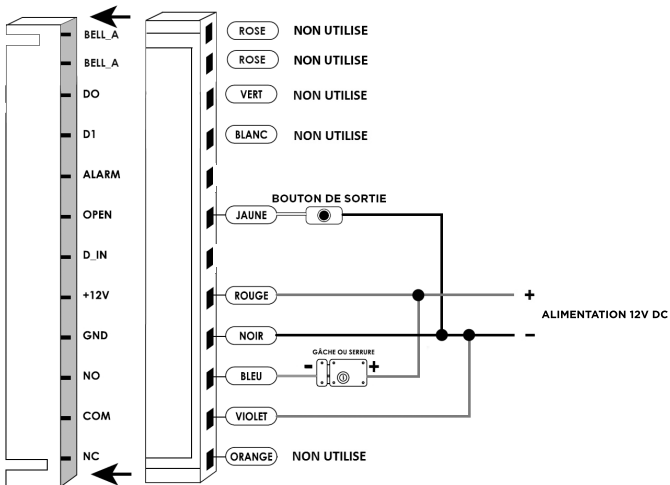 BELL_A ROSE NON UTILISE
BELL_A ROSE NON UTILISE
DO VERT NON UTILISE
D1 BLANC NON UTILISE
ALARM
BOUTON DE SORTIE
OPEN JAUNE
D_IN
+12V ROUGE +
ALIMENTATION 12V DC
GND NOIR -
GÂCHE OU SERRURE
NO BLEU - +
COM VIOLET
NC ORANGE NON UTILISE